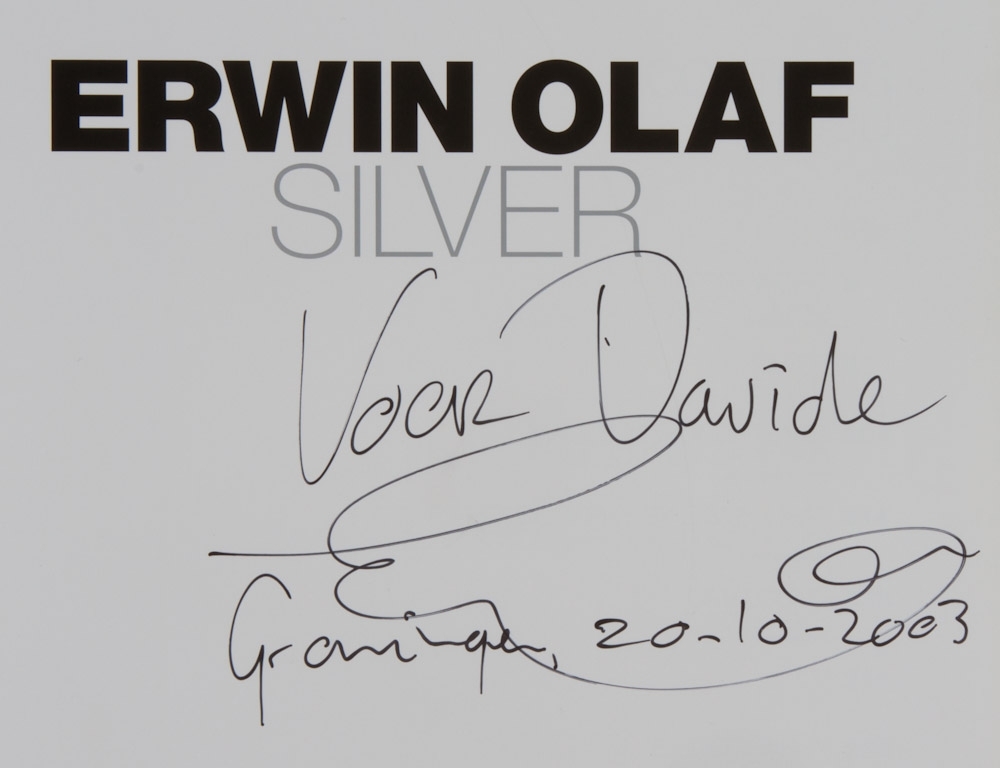 ERWIN OLAF
SILVER
Voor Davide
Groningen, 20-10-2003